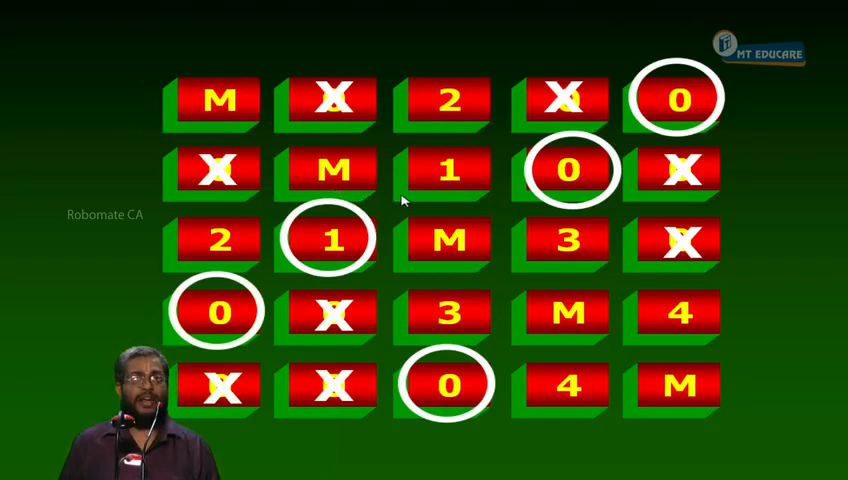 MT EDUCARE
M X 2 X 0
X M 1 0 X
Robomate CA
2 1 M 3 X
0 X 3 M 4
X X 0 4 M